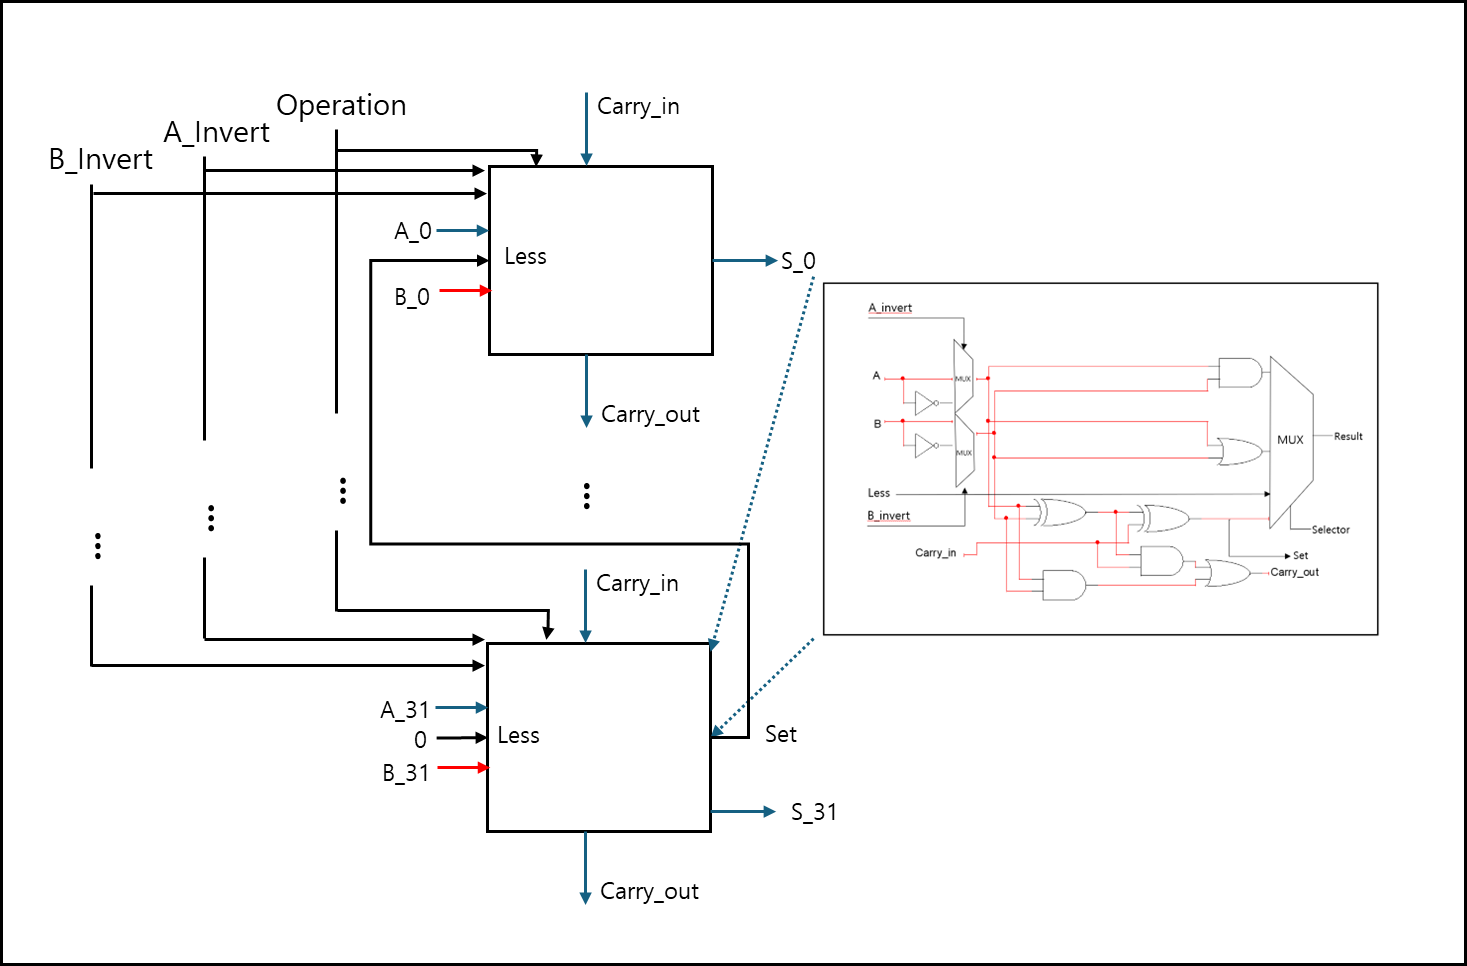 Operation
A_Invert
B_Invert
Carry_in
A_0
Less
B_0
S_0
Carry_out
Carry_in
A_31
0
Less
B_31
Set
S_31
Carry_out
A_invert
A
MUX
B
MUX
Less
B_invert
Carry_in
MUX
Result
Selector
Set
Carry_out